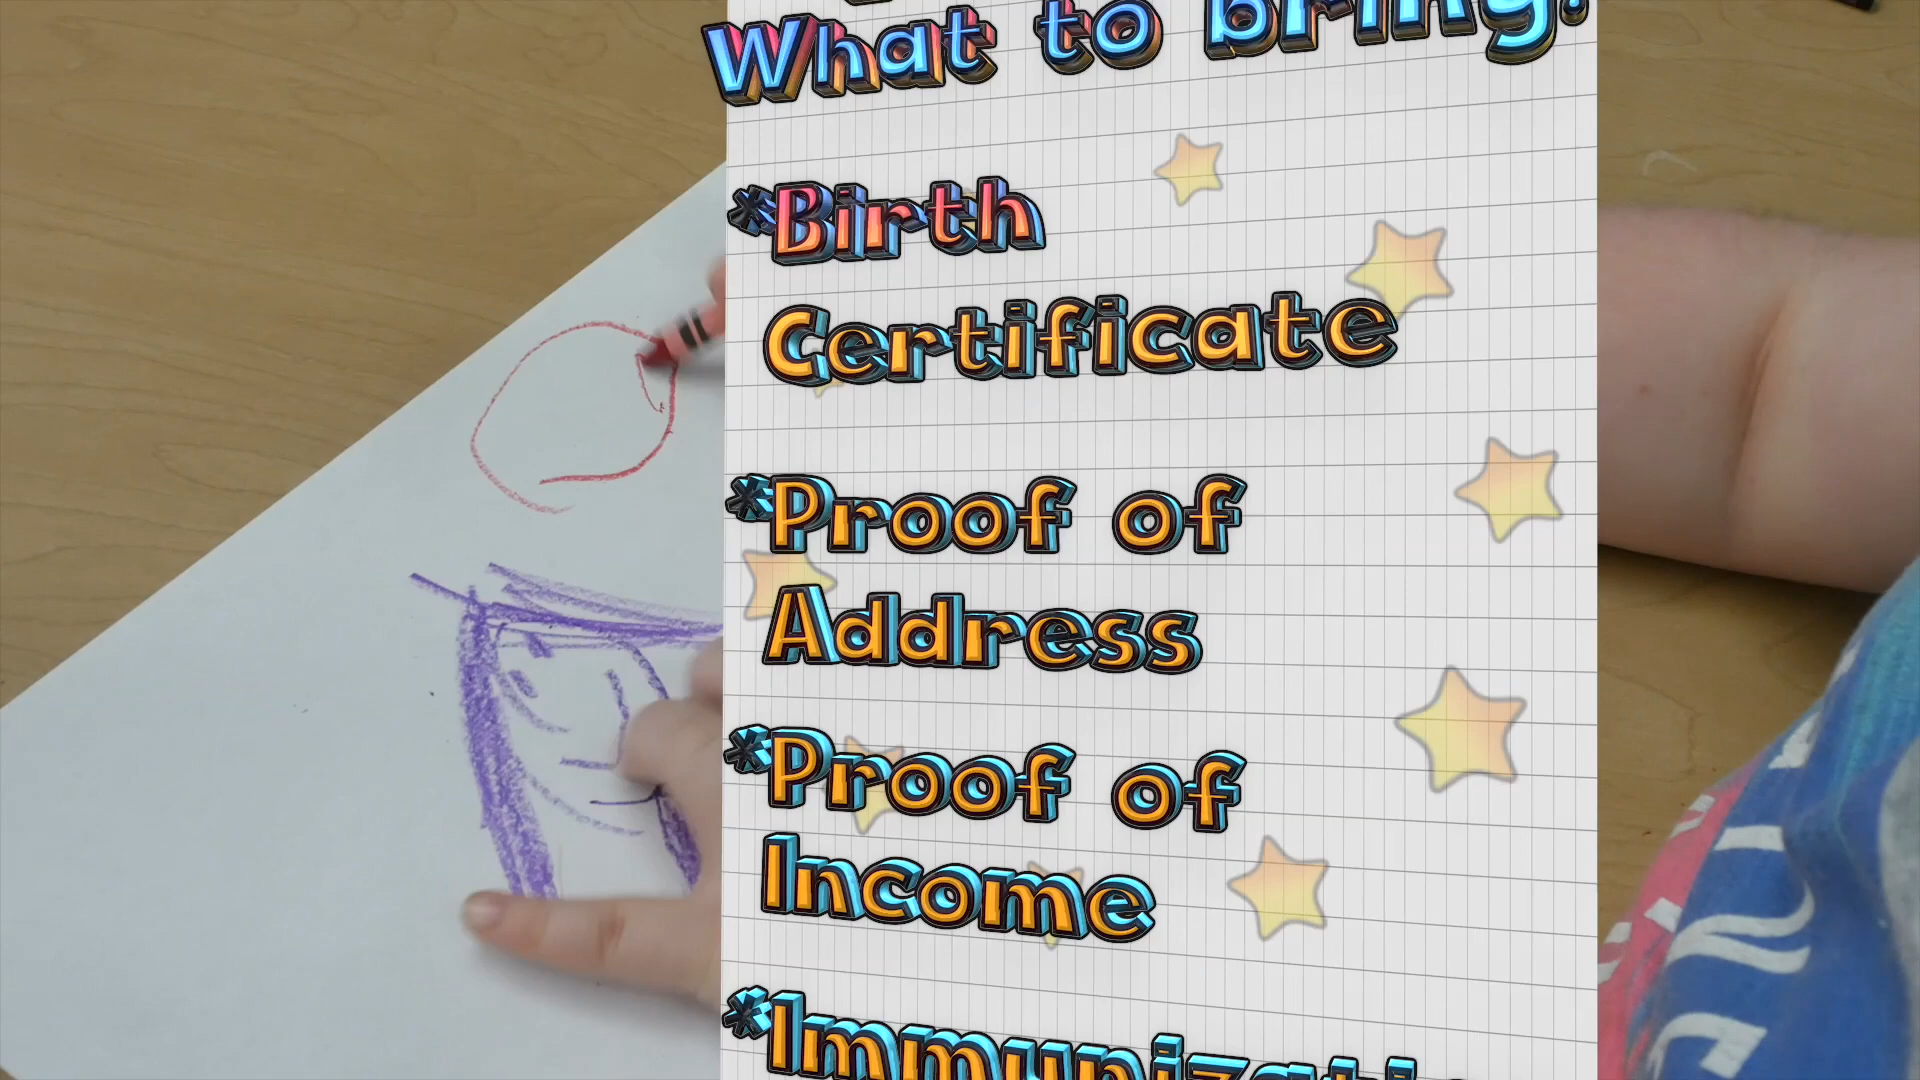 What to bring:
*Birth
Certificate
*Proof of
Address
*Proof of
Income